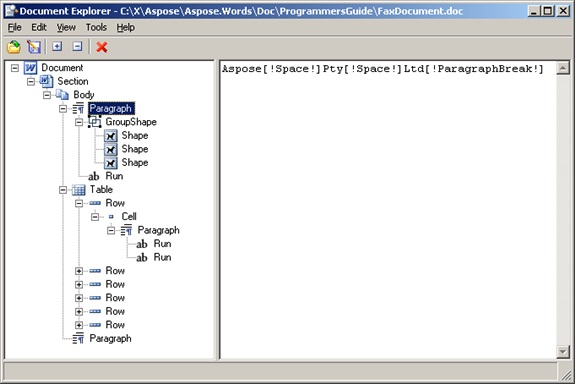 Document Explorer - C:\X\Aspose\Aspose.Words\Doc\ProgrammersGuide\FaxDocument.doc
File Edit View Tools Help
Document
Section
Body
Paragraph
GroupShape
Shape
Shape
Shape
ab Run
Table
Row
Cell
Paragraph
ab Run
ab Run
Row
Row
Row
Row
Row
Paragraph
Aspose[!Space!]Pty[!Space!]Ltd[!ParagraphBreak!]